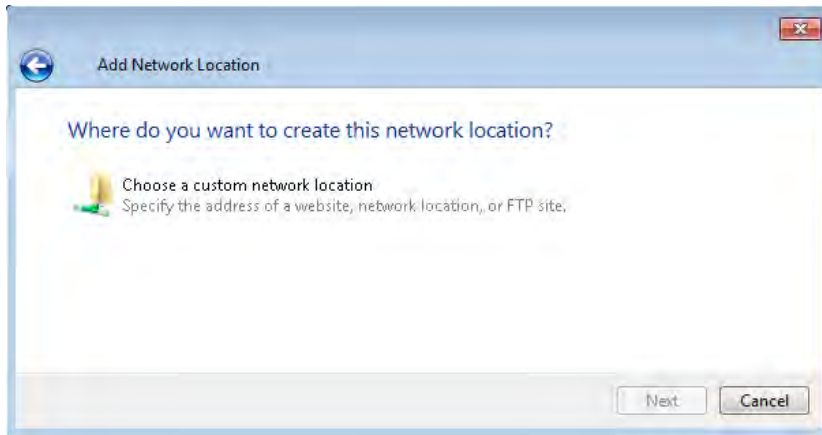 Add Network Location
Where do you want to create this network location?
Choose a custom network location
Specify the address of a website, network location, or FTP site.
Next
Cancel